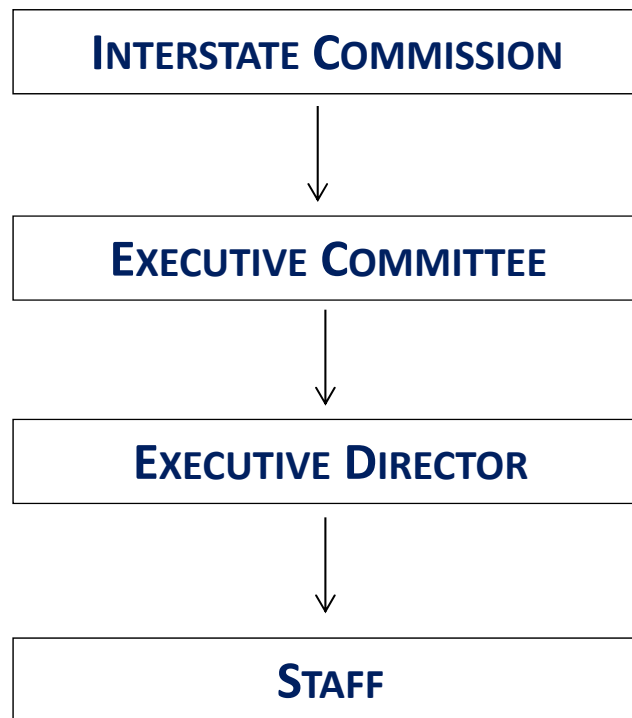 INTERSTATE COMMISSION
EXECUTIVE COMMITTEE
EXECUTIVE DIRECTOR
STAFF